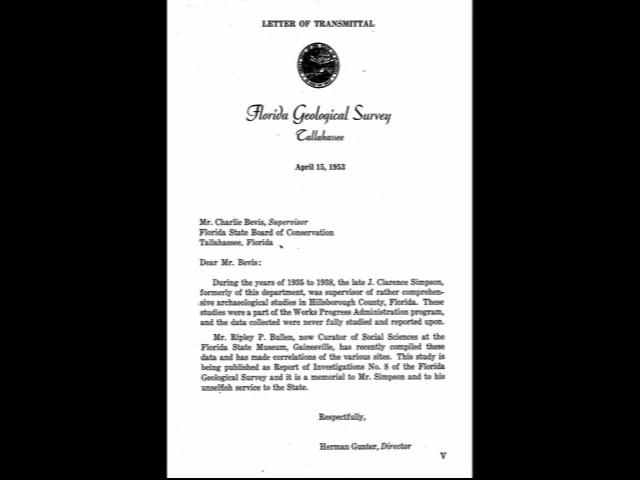 LETTER OF TRANSMITTAL
Florida Geological Survey
Tallahassee
April 15, 1953
Mr. Charlie Bevis, Supervisor
Florida State Board of Conservation
Tallahassee, Florida
Dear Mr. Bevis:
During the years of 1935 to 1938, the late J. Clarence Simpson,
formerly of this department, was supervisor of rather comprehen-
sive archaeological studies in Hillsborough County, Florida. These
studies were a part of the Works Progress Administration program,
and the data collected were never fully studied and reported upon.
Mr. Ripley P. Bullen, now Curator of Social Sciences at the
Florida State Museum, Gainesville, has recently compiled these
data and has made correlations of the various sites. This study is
being published as Report of Investigations No. 8 of the Florida
Geological Survey and it is a memorial to Mr. Simpson and to his
unselfish service to the State.
Respectfully,
Herman Gunter, Director
V